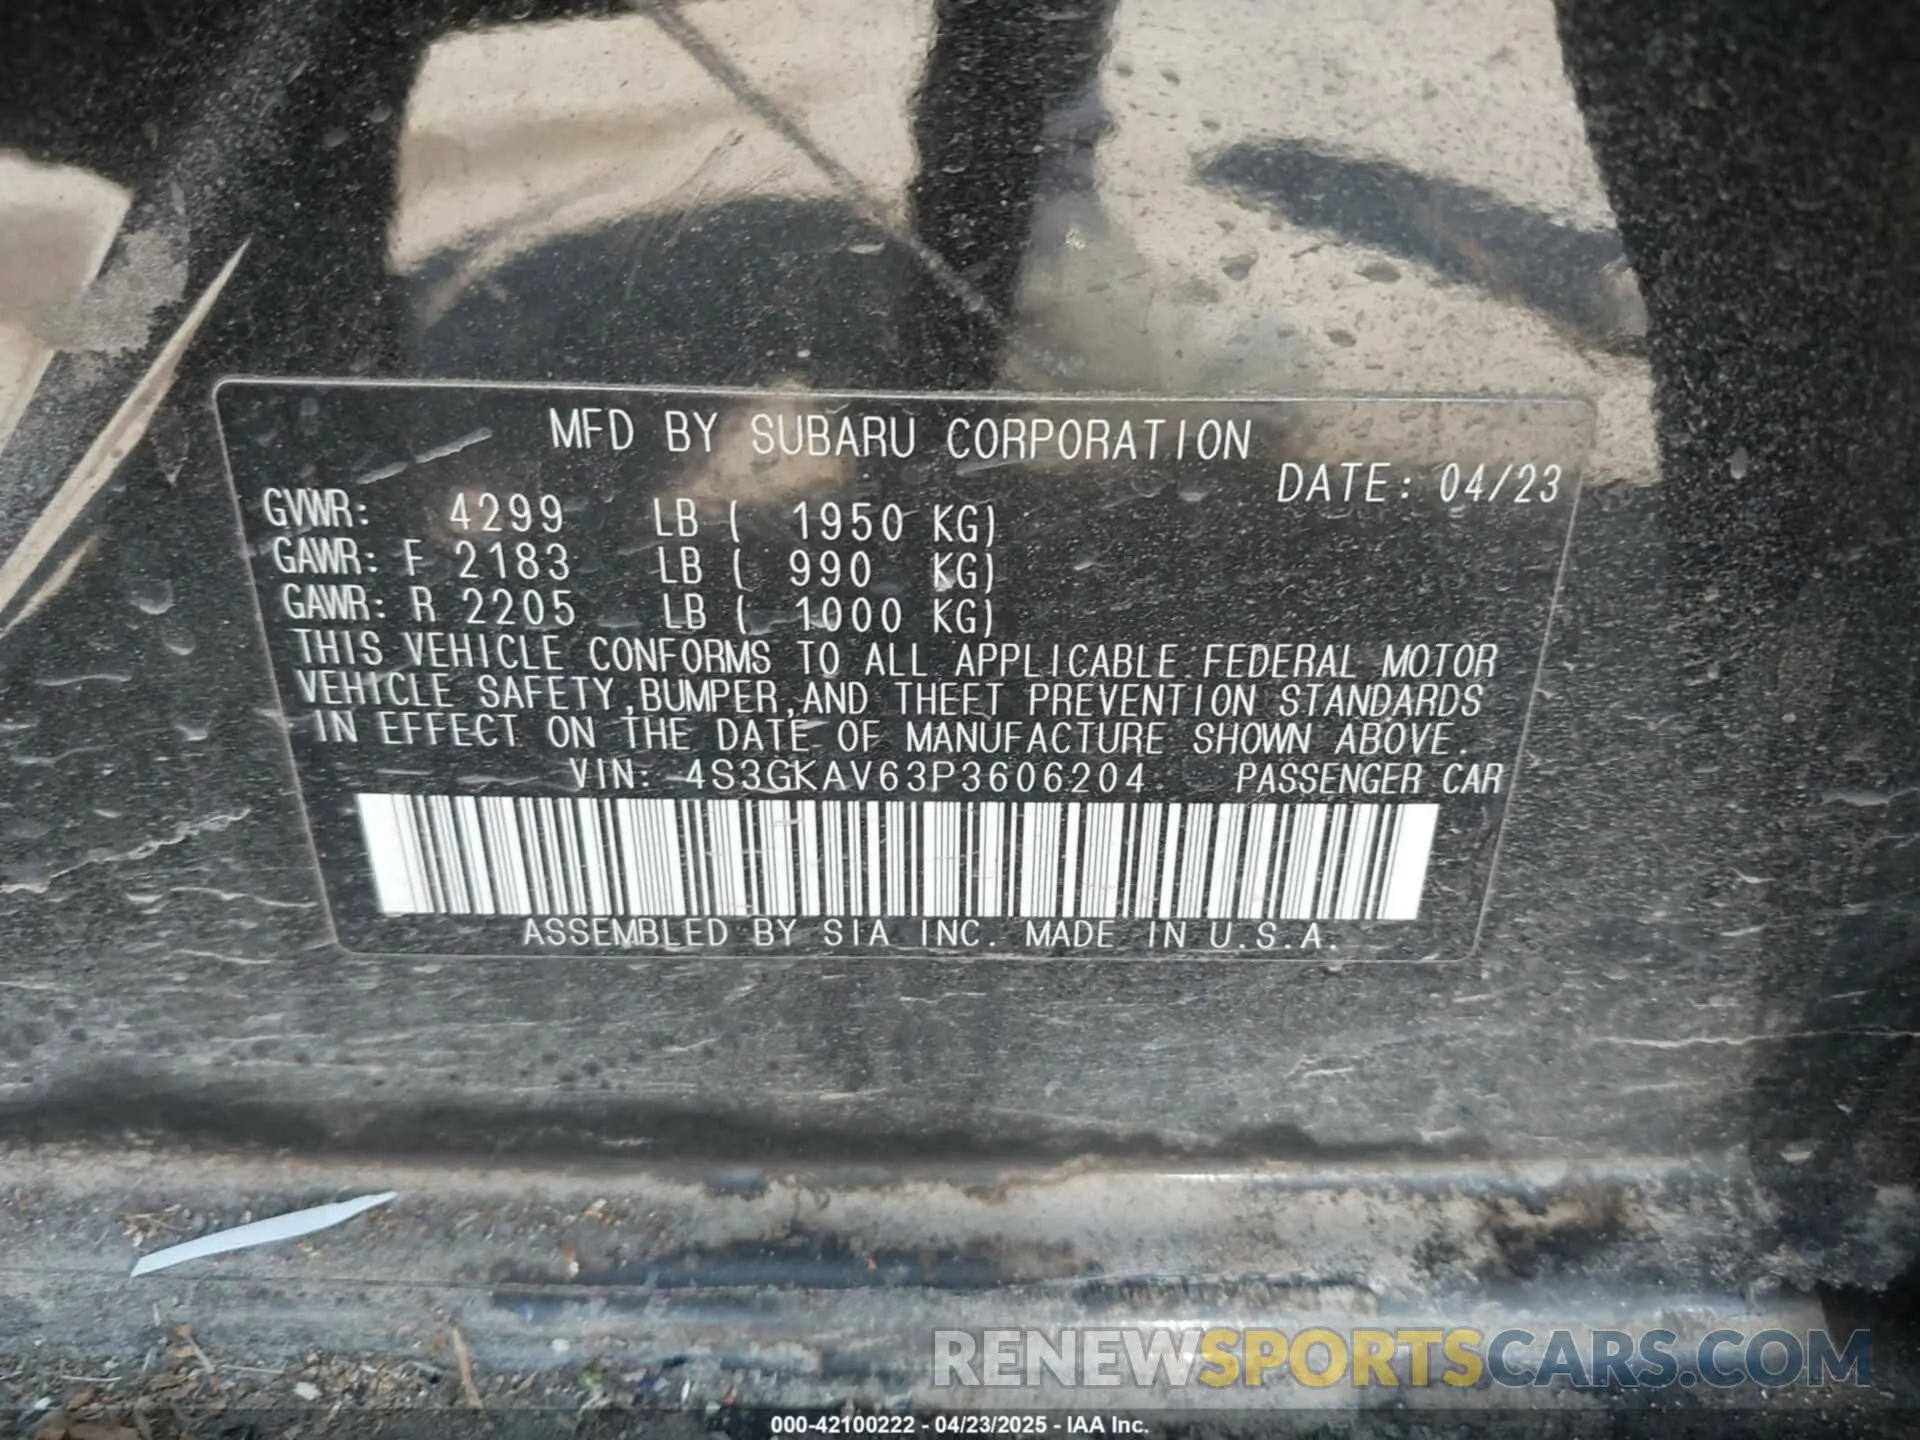 MFD BY SUBARU CORPORATION
DATE: 04/23
GVWR: 4299 LB ( 1950 KG)
GAWR: F 2183 LB ( 990 KG)
GAWR: R 2205 LB ( 1000 KG)
THIS VEHICLE CONFORMS TO ALL APPLICABLE FEDERAL MOTOR
VEHICLE SAFETY,BUMPER,AND THEFT PREVENTION STANDARDS
IN EFFECT ON THE DATE OF MANUFACTURE SHOWN ABOVE.
VIN: 4S3GKAV63P3606204 PASSENGER CAR
ASSEMBLED BY SIA INC. MADE IN U.S.A.
RENEWSPORTSCARS.COM
000-42100222 - 04/23/2025 - IAA Inc.